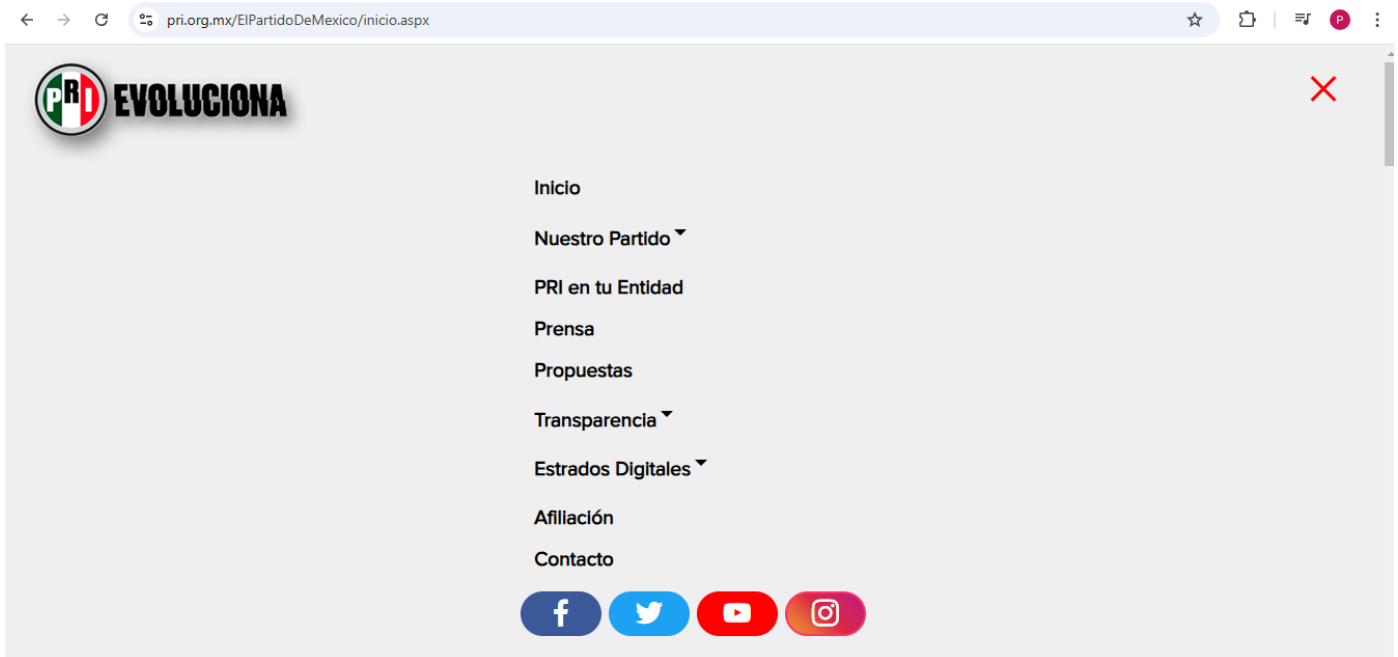 pri.org.mx/ElPartidoDeMexico/inicio.aspx
P
PRI EVOLUCIONA
Inicio
Nuestro Partido
PRI en tu Entidad
Prensa
Propuestas
Transparencia
Estrados Digitales
Afiliación
Contacto